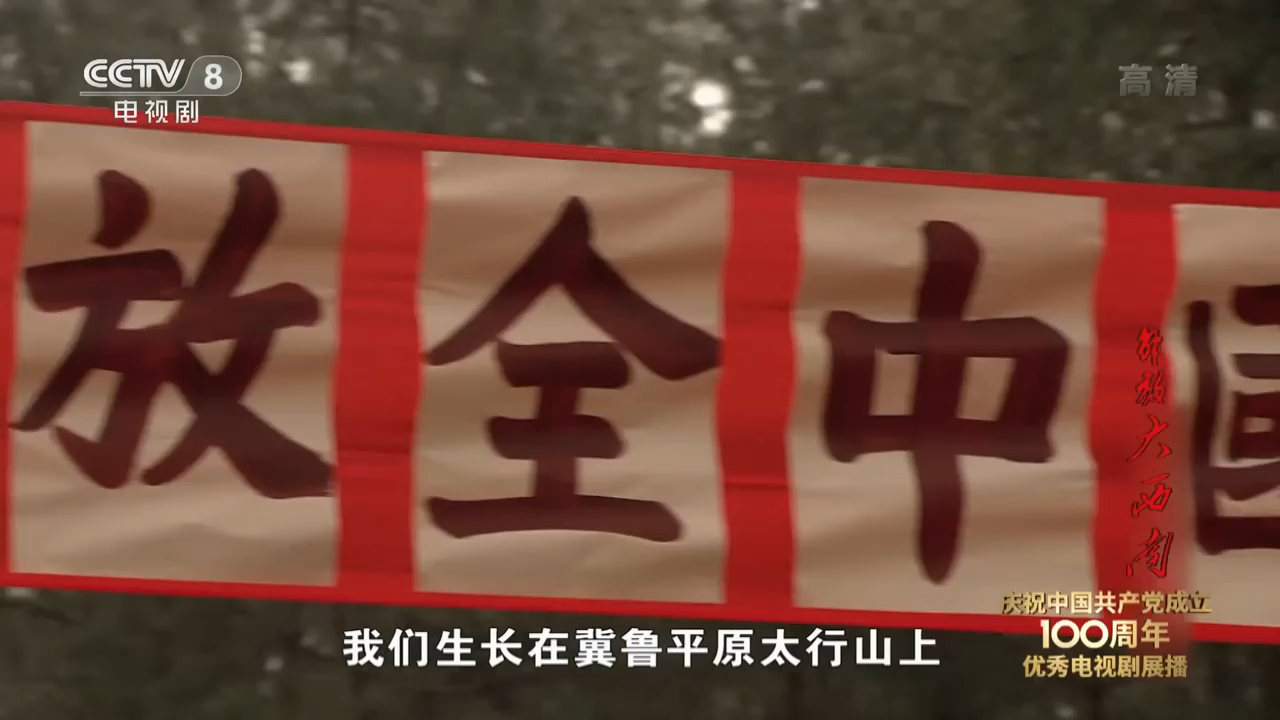 CCTV 8
电视剧
高清
放全中国
解放大西南
我们生长在冀鲁平原太行山上
庆祝中国共产党成立
100周年
优秀电视剧展播